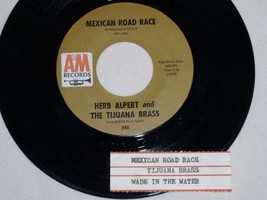 MEXICAN ROAD RACE
A&M
RECORDS
HERB ALPERT and
THE TIJUANA BRASS
840
MEXICAN ROAD RACE
TIJUANA BRASS
WADE IN THE WATER